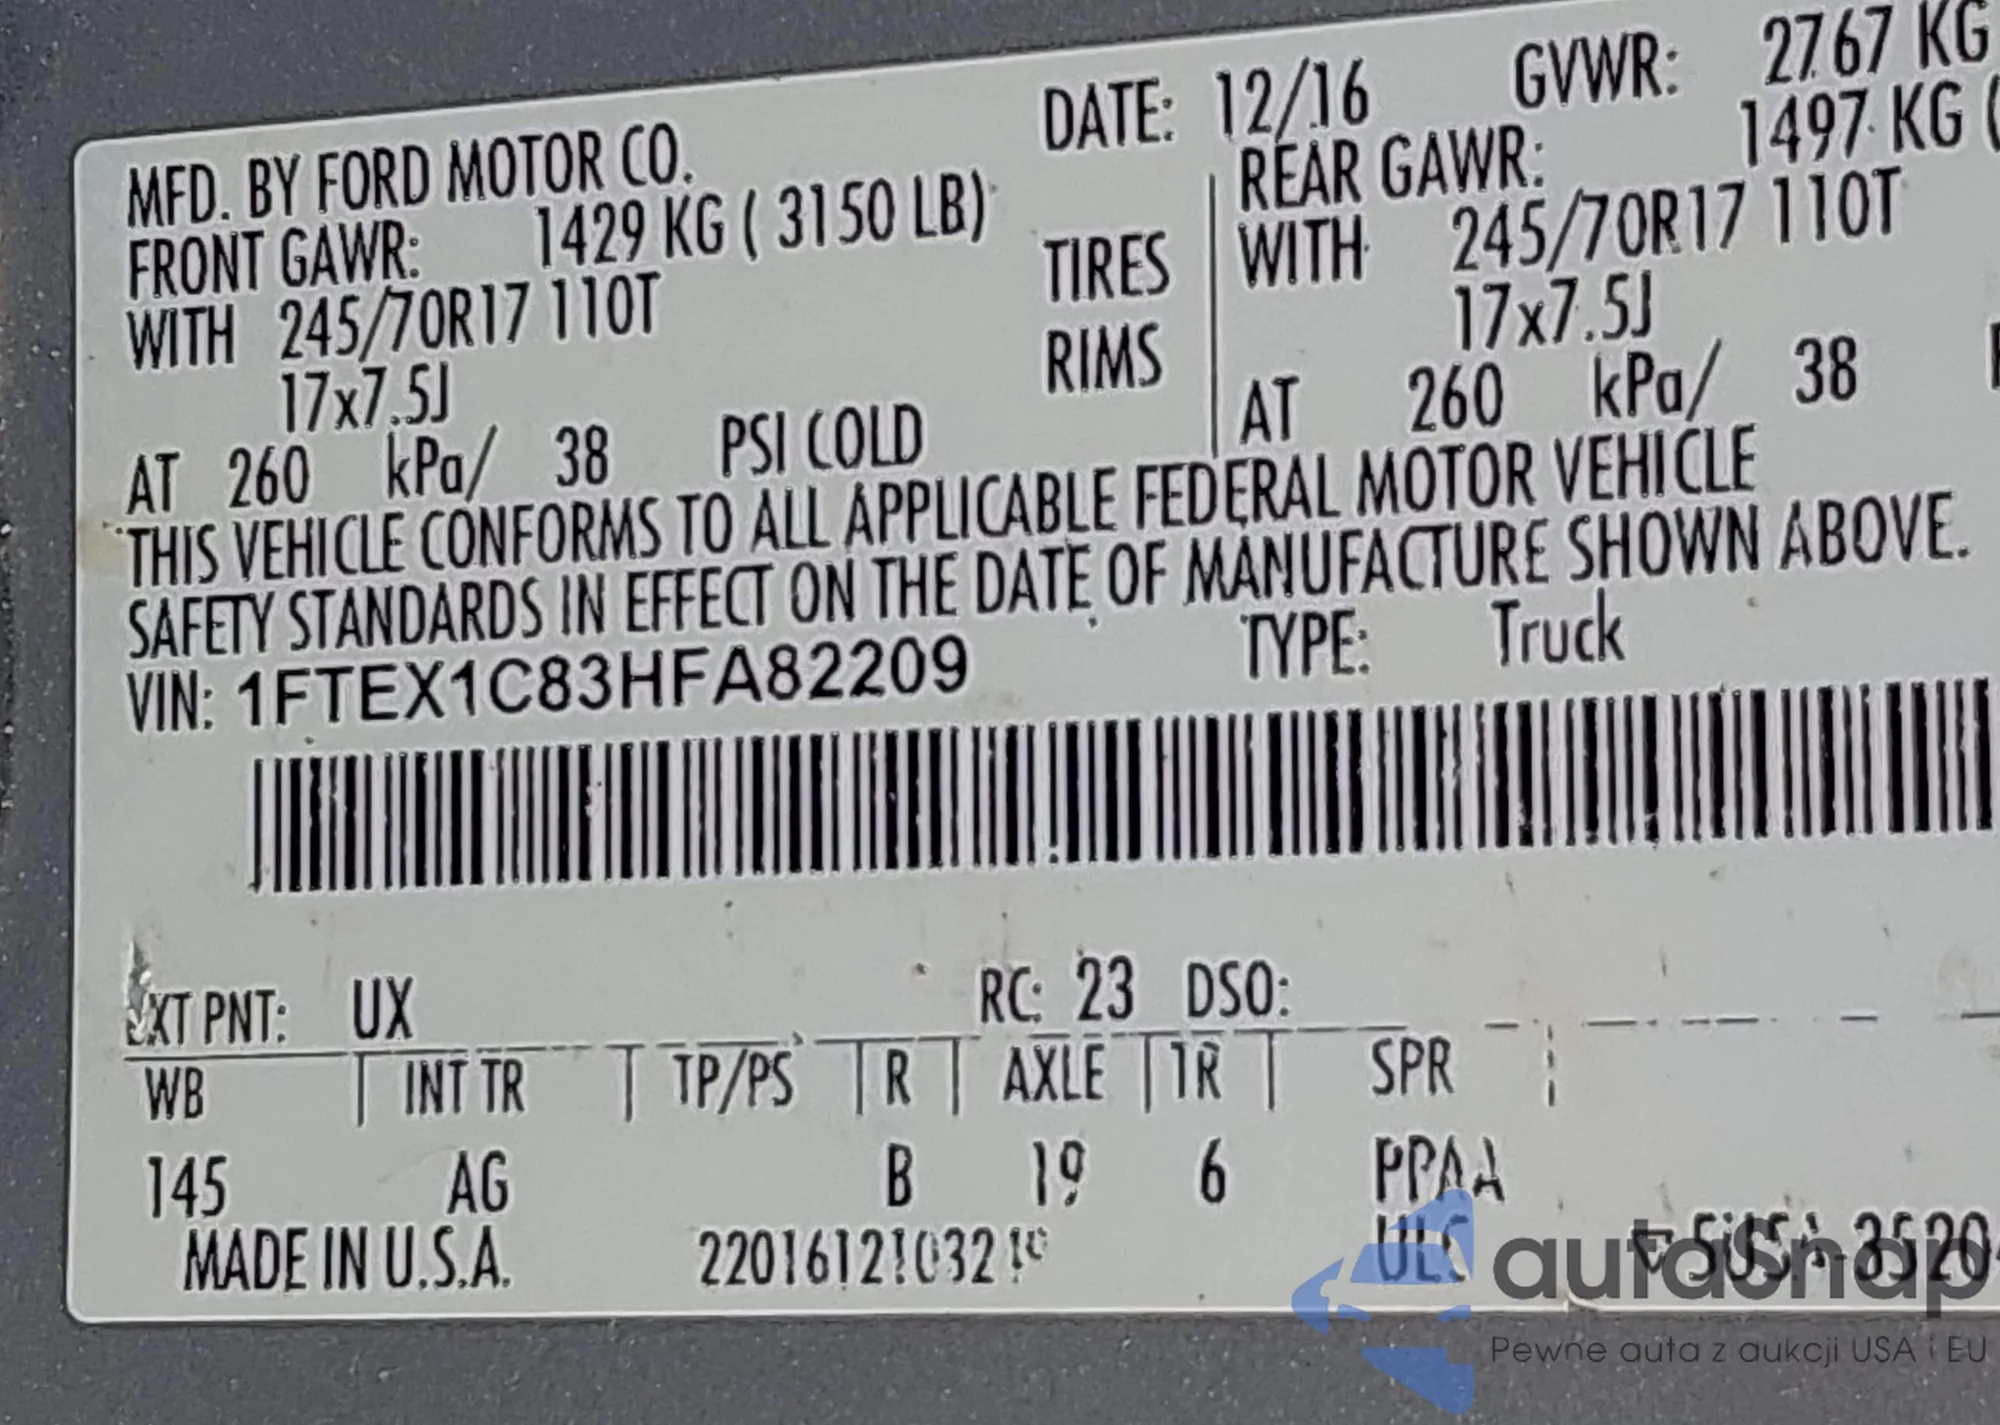 MFD. BY FORD MOTOR CO. DATE: 12/16 GVWR: 2767 KG
FRONT GAWR: 1429 KG ( 3150 LB) REAR GAWR: 1497 KG (
WITH 245/70R17 110T TIRES WITH 245/70R17 110T
17x7.5J RIMS 17x7.5J
AT 260 kPa/ 38 PSI COLD AT 260 kPa/ 38
THIS VEHICLE CONFORMS TO ALL APPLICABLE FEDERAL MOTOR VEHICLE
SAFETY STANDARDS IN EFFECT ON THE DATE OF MANUFACTURE SHOWN ABOVE.
VIN: 1FTEX1C83HFA82209 TYPE: Truck
EXT PNT: UX RC: 23 DSO:
WB INT TR TP/PS R AXLE TR SPR
145 AG B 19 6 PPAA
MADE IN U.S.A.
autoSnap
Pewne auta z aukcji USA i EU